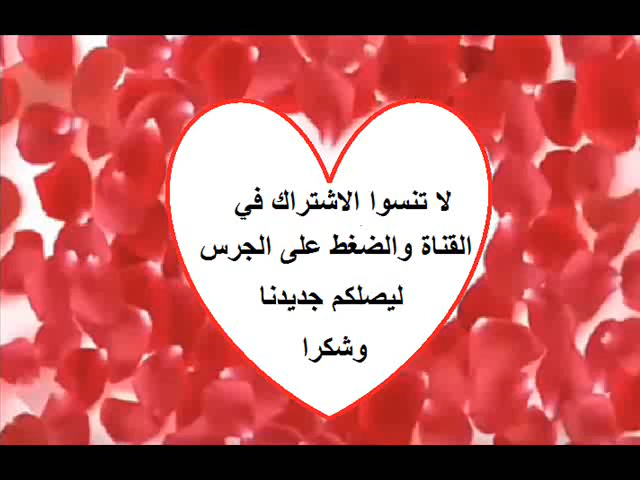 لا تنسوا الاشتراك في
القناة والضغط على الجرس
ليصلكم جديدنا
وشكرا